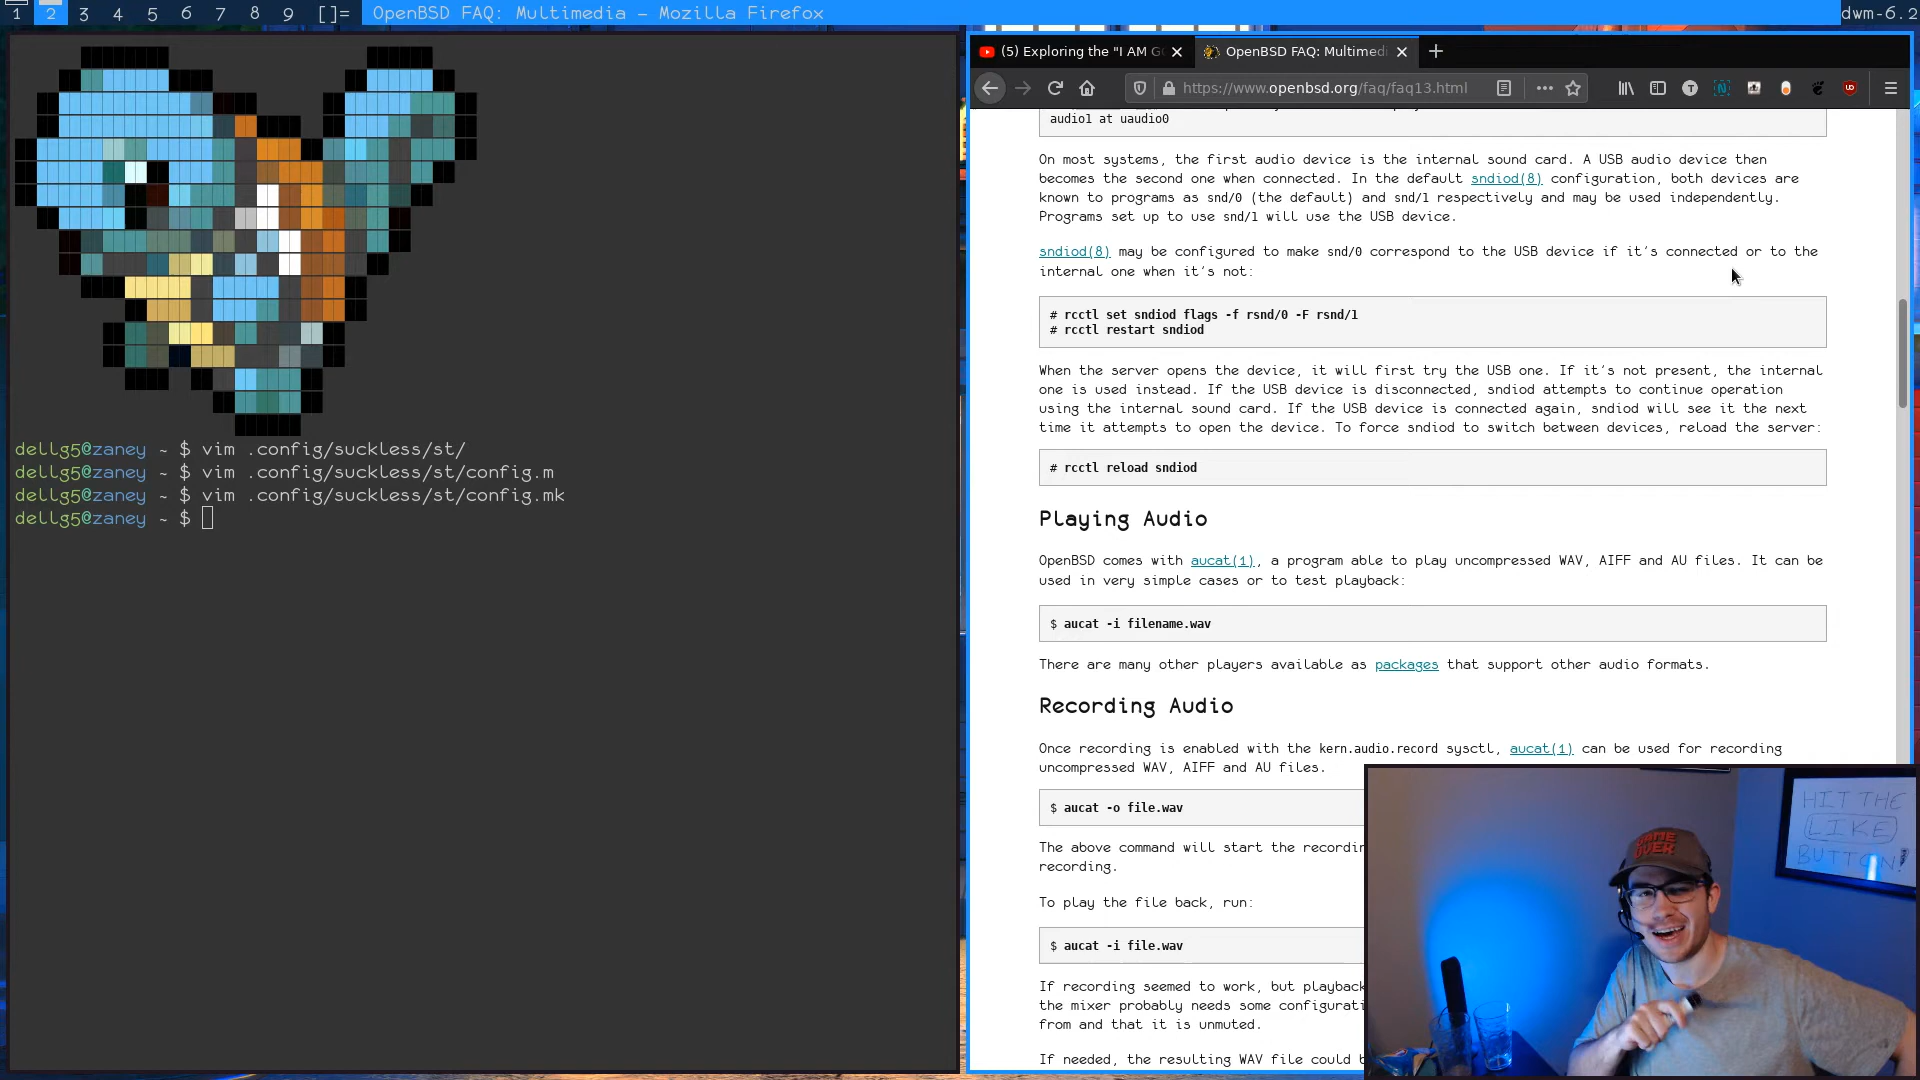 1 2 3 4 5 6 7 8 9 []= OpenBSD FAQ: Multimedia — Mozilla Firefox dwm-6.2
dellg5@zaney ~ $ vim .config/suckless/st/
dellg5@zaney ~ $ vim .config/suckless/st/config.m
dellg5@zaney ~ $ vim .config/suckless/st/config.mk
dellg5@zaney ~ $
(5) Exploring the "I AM G
OpenBSD FAQ: Multimed
https://www.openbsd.org/faq/faq13.html
audio1 at uaudio0
On most systems, the first audio device is the internal sound card. A USB audio device then
becomes the second one when connected. In the default sndiod(8) configuration, both devices are
known to programs as snd/0 (the default) and snd/1 respectively and may be used independently.
Programs set up to use snd/1 will use the USB device.
sndiod(8) may be configured to make snd/0 correspond to the USB device if it's connected or to the
internal one when it's not:
# rcctl set sndiod flags -f rsnd/0 -F rsnd/1
# rcctl restart sndiod
When the server opens the device, it will first try the USB one. If it's not present, the internal
one is used instead. If the USB device is disconnected, sndiod attempts to continue operation
using the internal sound card. If the USB device is connected again, sndiod will see it the next
time it attempts to open the device. To force sndiod to switch between devices, reload the server:
# rcctl reload sndiod
Playing Audio
OpenBSD comes with aucat(1), a program able to play uncompressed WAV, AIFF and AU files. It can be
used in very simple cases or to test playback:
$ aucat -i filename.wav
There are many other players available as packages that support other audio formats.
Recording Audio
Once recording is enabled with the kern.audio.record sysctl, aucat(1) can be used for recording
uncompressed WAV, AIFF and AU files.
$ aucat -o file.wav
The above command will start the recordin
recording.
To play the file back, run:
$ aucat -i file.wav
If recording seemed to work, but playback
the mixer probably needs some configurati
from and that it is unmuted.
If needed, the resulting WAV file could b
HIT THE
LIKE
BUTTON!
GAME
OVER